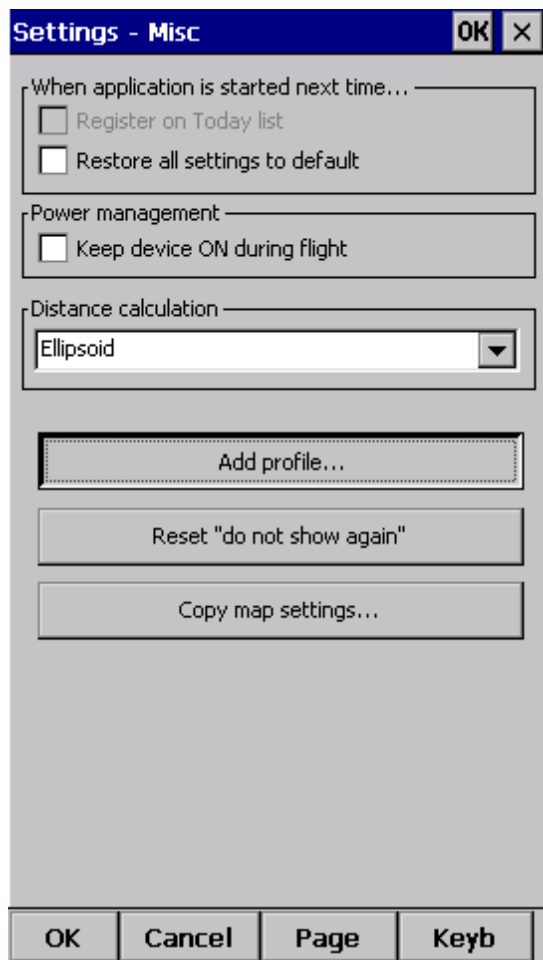 Settings - Misc OK
When application is started next time...
Register on Today list
Restore all settings to default
Power management
Keep device ON during flight
Distance calculation
Ellipsoid
Add profile...
Reset "do not show again"
Copy map settings...
OK Cancel Page Keyb